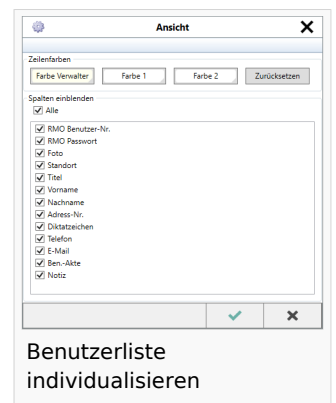 Ansicht
Zeilenfarben
Farbe Verwalter Farbe 1 Farbe 2 Zurücksetzen
Spalten einblenden
Alle
RMO Benutzer-Nr.
RMO Passwort
Foto
Standort
Titel
Vorname
Nachname
Adress-Nr.
Diktatzeichen
Telefon
E-Mail
Ben.-Akte
Notiz
Benutzerliste
individualisieren